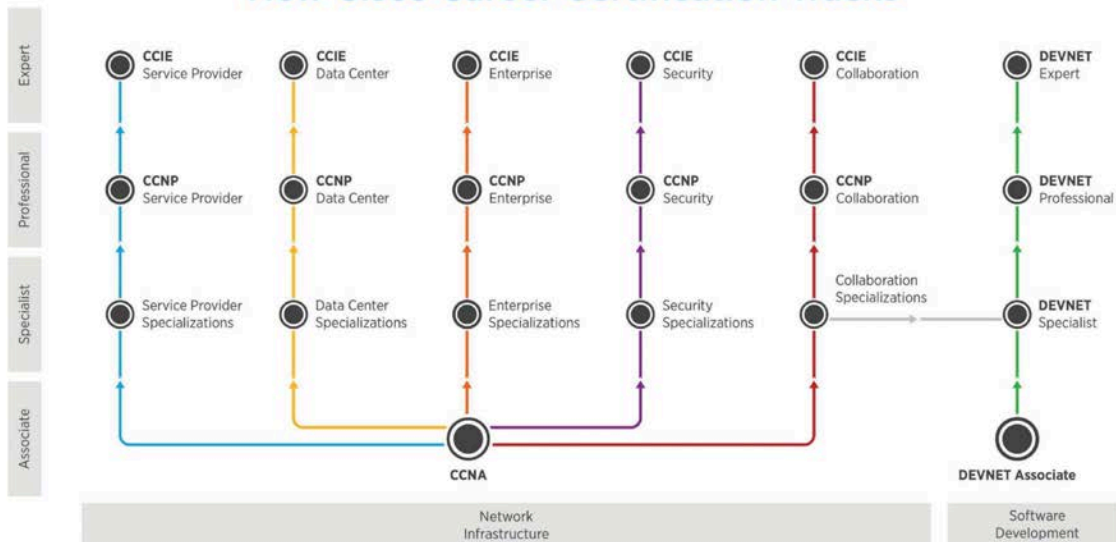 Expert
CCIE
Service Provider
CCIE
Data Center
CCIE
Enterprise
CCIE
Security
CCIE
Collaboration
DEVNET
Expert
Professional
CCNP
Service Provider
CCNP
Data Center
CCNP
Enterprise
CCNP
Security
CCNP
Collaboration
DEVNET
Professional
Specialist
Service Provider
Specializations
Data Center
Specializations
Enterprise
Specializations
Security
Specializations
Collaboration
Specializations
DEVNET
Specialist
Associate
CCNA
DEVNET Associate
Network
Infrastructure
Software
Development